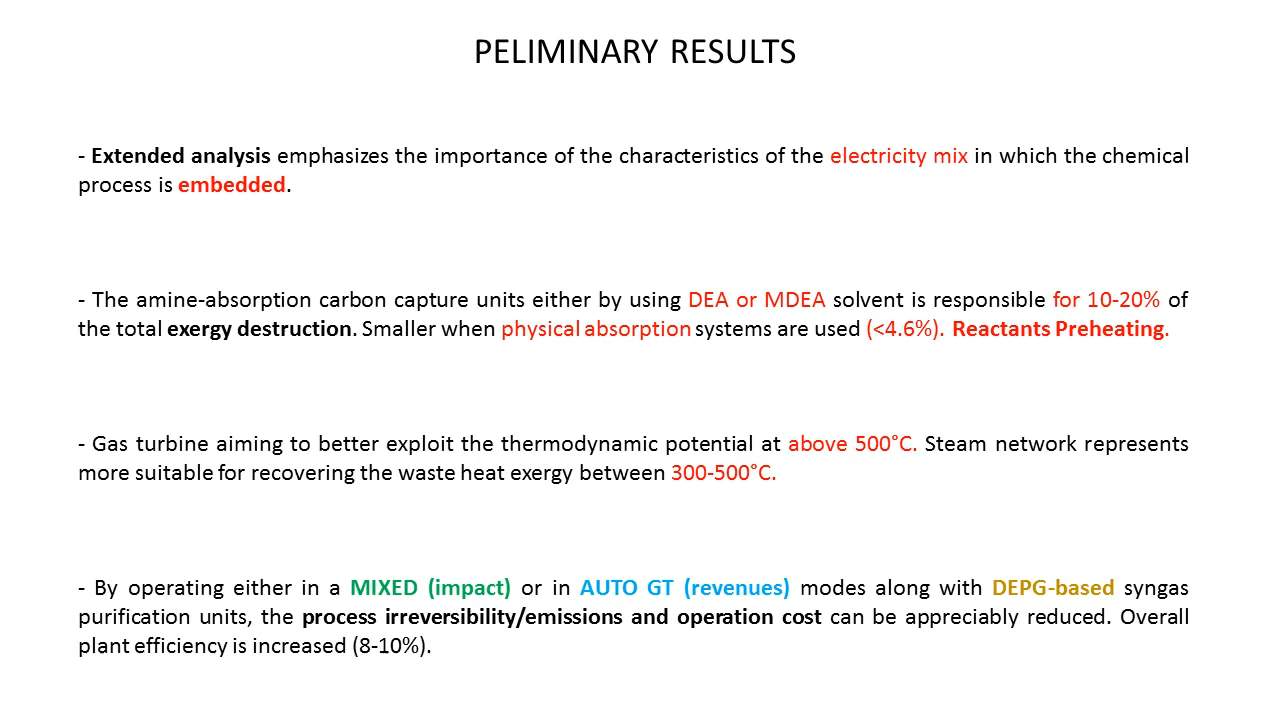 PELIMINARY RESULTS
- Extended analysis emphasizes the importance of the characteristics of the electricity mix in which the chemical
process is embedded.
- The amine-absorption carbon capture units either by using DEA or MDEA solvent is responsible for 10-20% of
the total exergy destruction. Smaller when physical absorption systems are used (<4.6%). Reactants Preheating.
- Gas turbine aiming to better exploit the thermodynamic potential at above 500°C. Steam network represents
more suitable for recovering the waste heat exergy between 300-500°C.
- By operating either in a MIXED (impact) or in AUTO GT (revenues) modes along with DEPG-based syngas
purification units, the process irreversibility/emissions and operation cost can be appreciably reduced. Overall
plant efficiency is increased (8-10%).